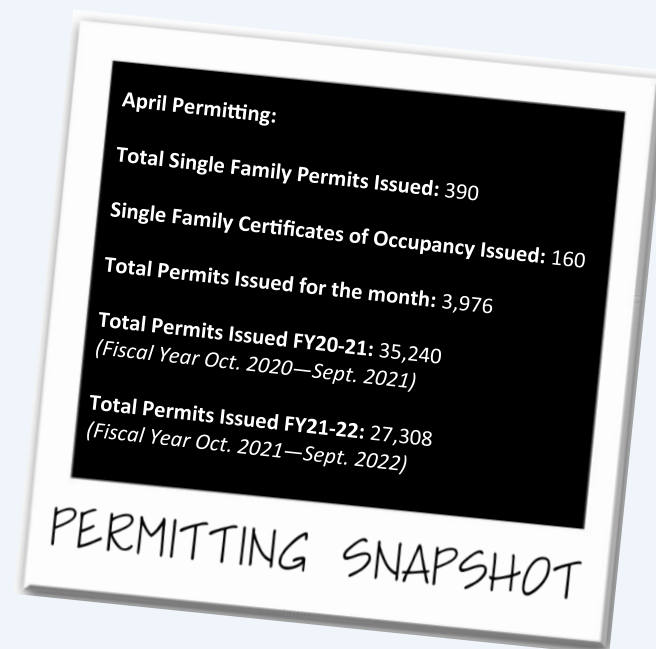 April Permitting:
Total Single Family Permits Issued: 390
Single Family Certificates of Occupancy Issued: 160
Total Permits Issued for the month: 3,976
Total Permits Issued FY20-21: 35,240
(Fiscal Year Oct. 2020—Sept. 2021)
Total Permits Issued FY21-22: 27,308
(Fiscal Year Oct. 2021—Sept. 2022)
PERMITTING SNAPSHOT